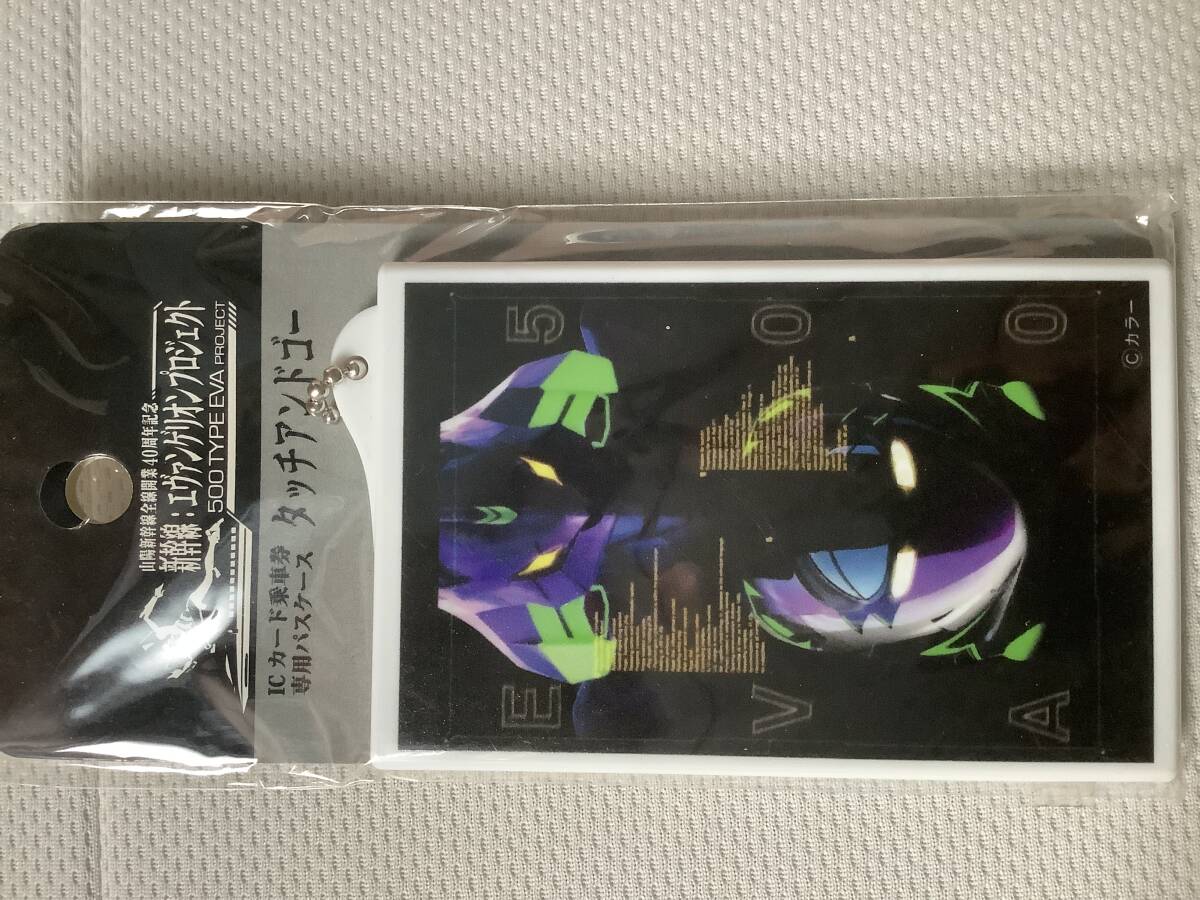 山陽新幹線全線開業40周年記念
新幹線:エヴァンゲリオンプロジェクト
500 TYPE EVA PROJECT
ICカード乗車券
専用パスケース
タッチアンドゴー
E 5
V 0
A 0
©カラー